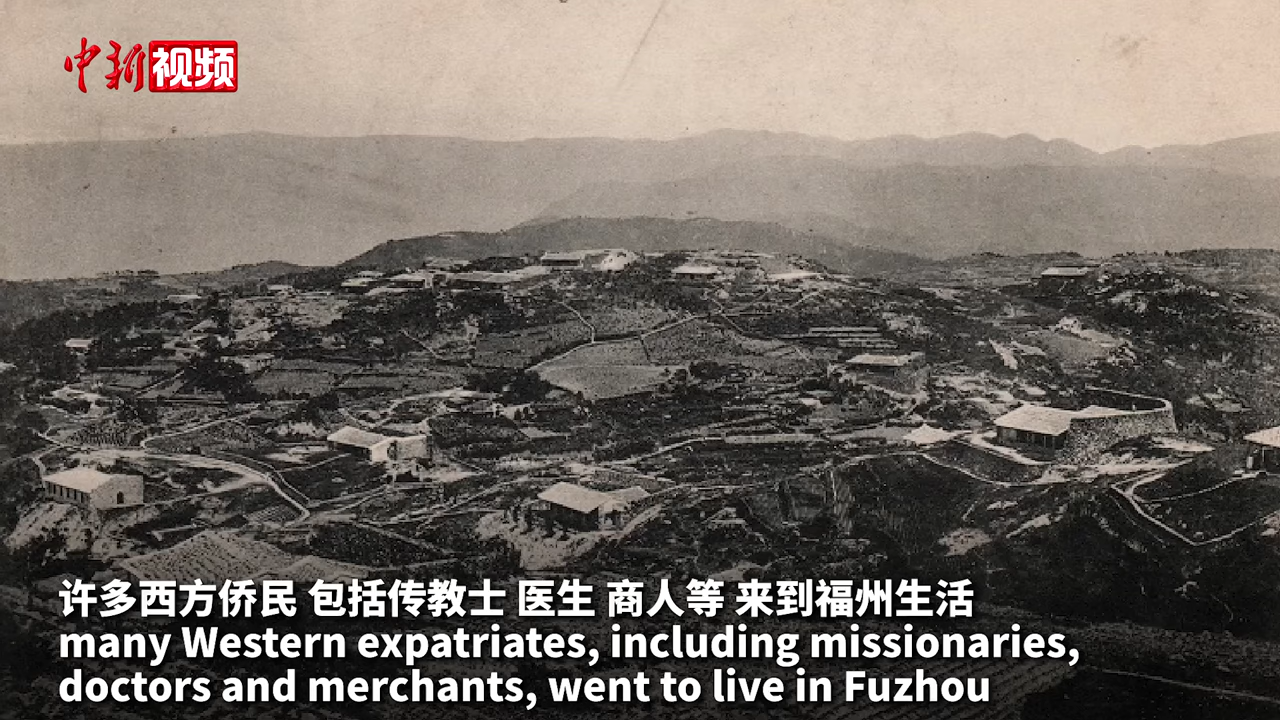 中新视频
许多西方侨民 包括传教士 医生 商人等 来到福州生活
many Western expatriates, including missionaries,
doctors and merchants, went to live in Fuzhou